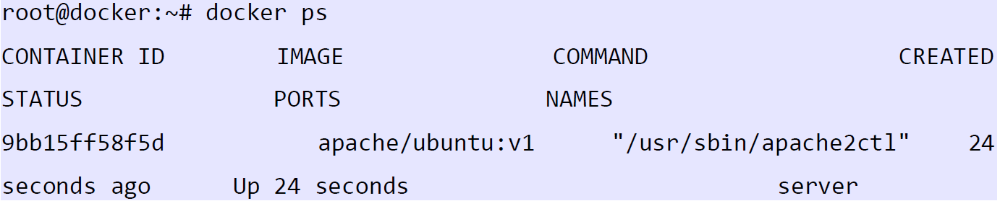 root@docker:~# docker ps
CONTAINER ID IMAGE COMMAND CREATED
STATUS PORTS NAMES
9bb15ff58f5d apache/ubuntu:v1 "/usr/sbin/apache2ctl" 24
seconds ago Up 24 seconds server